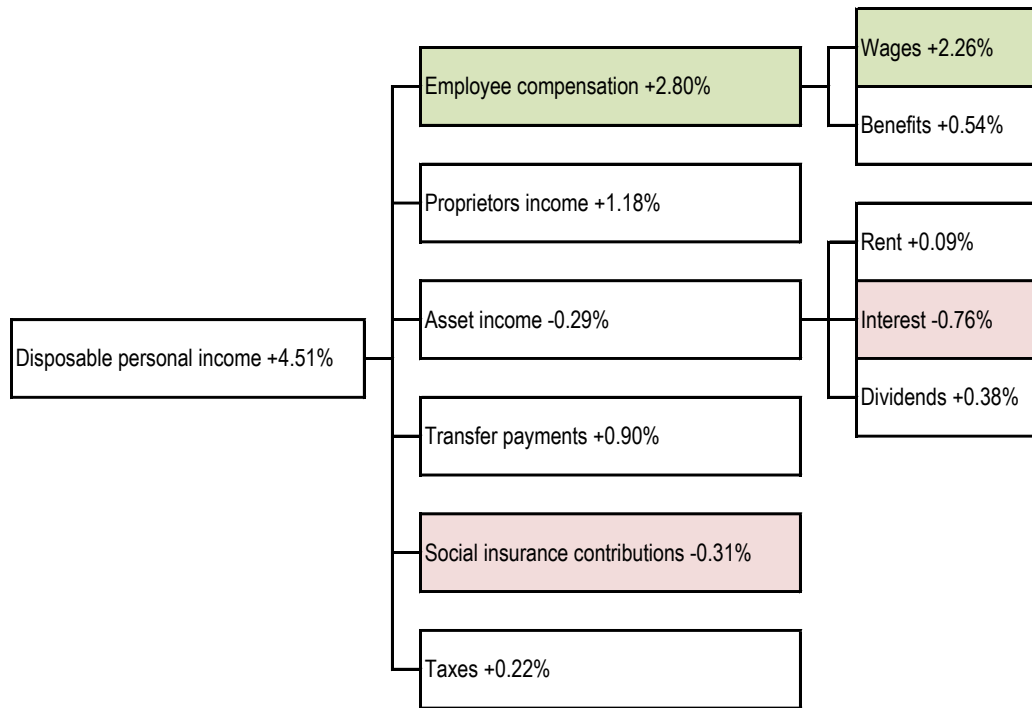 Disposable personal income +4.51%
Employee compensation +2.80%
Wages +2.26%
Benefits +0.54%
Proprietors income +1.18%
Asset income -0.29%
Rent +0.09%
Interest -0.76%
Dividends +0.38%
Transfer payments +0.90%
Social insurance contributions -0.31%
Taxes +0.22%